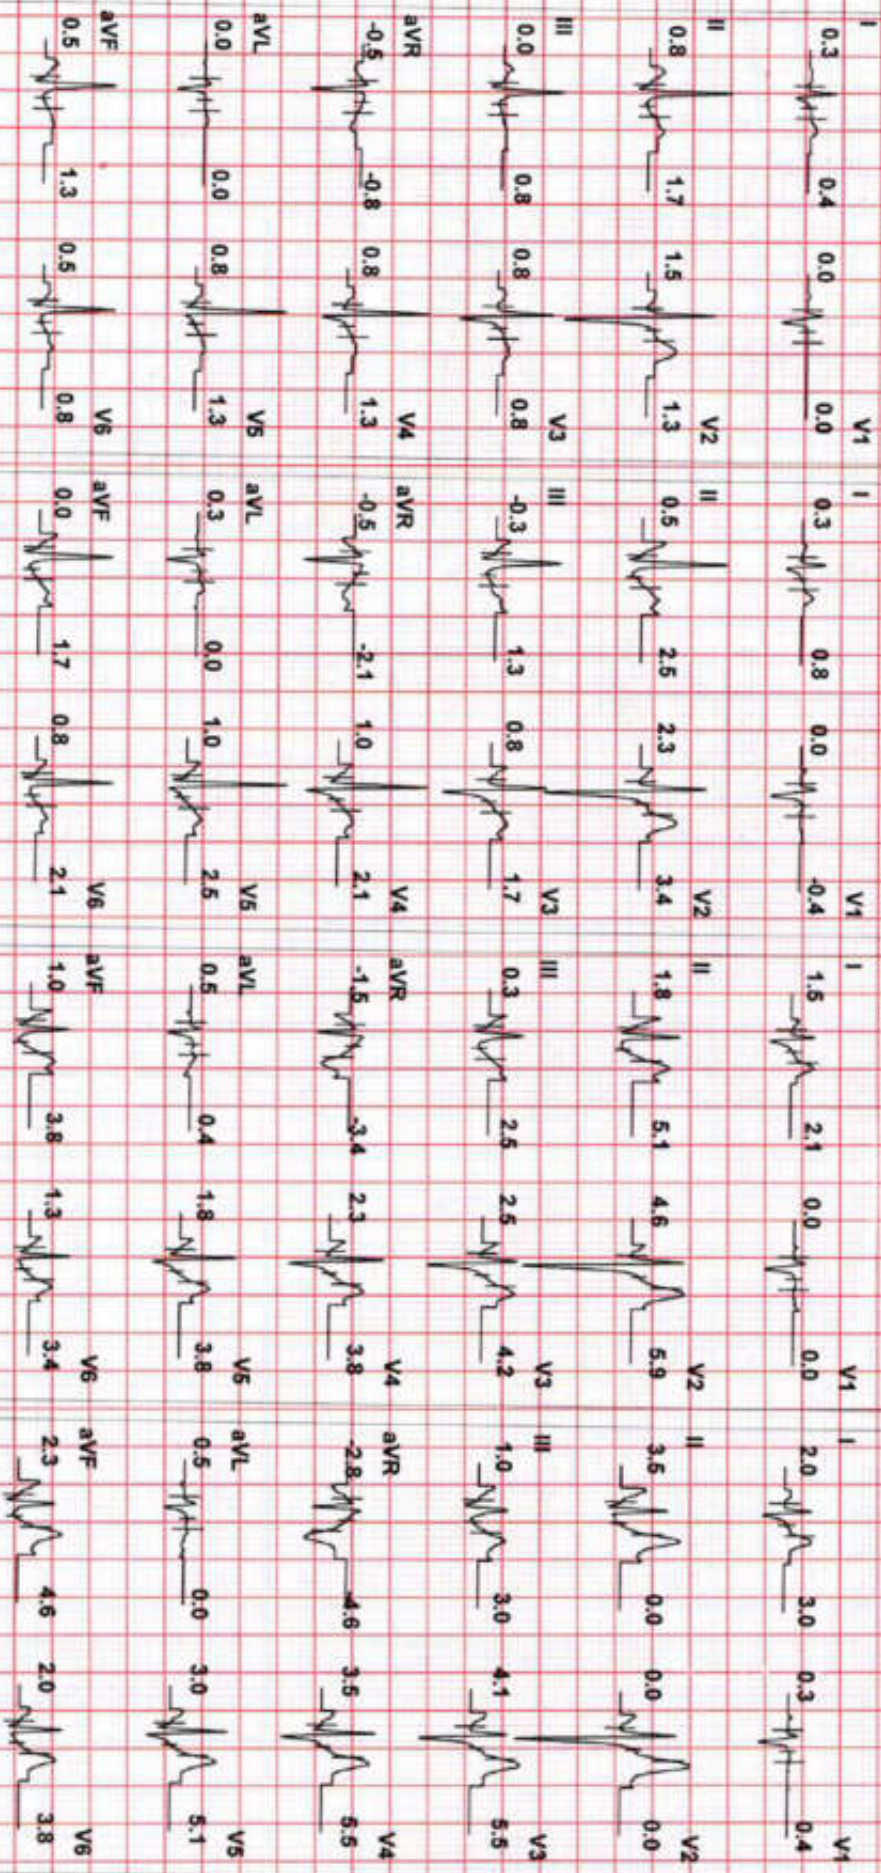 I V1 I V1 I V1 I V1
0.3 0.4 0.0 0.0 0.3 0.8 0.0 -0.4 1.5 2.1 0.0 0.0 2.0 3.0 0.3 0.4
II V2 II V2 II V2 II V2
0.8 1.7 1.5 1.3 0.5 2.5 2.3 3.4 1.8 5.1 4.6 5.9 3.5 0.0 0.0 0.0
III V3 III V3 III V3 III V3
0.0 0.8 0.8 0.8 -0.3 1.3 0.8 1.7 0.3 2.5 2.5 4.2 1.0 3.0 4.1 5.5
aVR V4 aVR V4 aVR V4 aVR V4
-0.5 -0.8 0.8 1.3 -0.5 -2.1 1.0 2.1 -1.5 -3.4 2.3 3.8 -2.8 -4.6 3.5 5.5
aVL V5 aVL V5 aVL V5 aVL V5
0.0 0.0 0.8 1.3 0.3 0.0 1.0 2.5 0.5 0.4 1.8 3.8 0.5 0.0 3.0 5.1
aVF V6 aVF V6 aVF V6 aVF V6
0.5 1.3 0.5 0.8 0.0 1.7 0.8 2.1 1.0 3.8 1.3 3.4 2.3 4.6 2.0 3.8